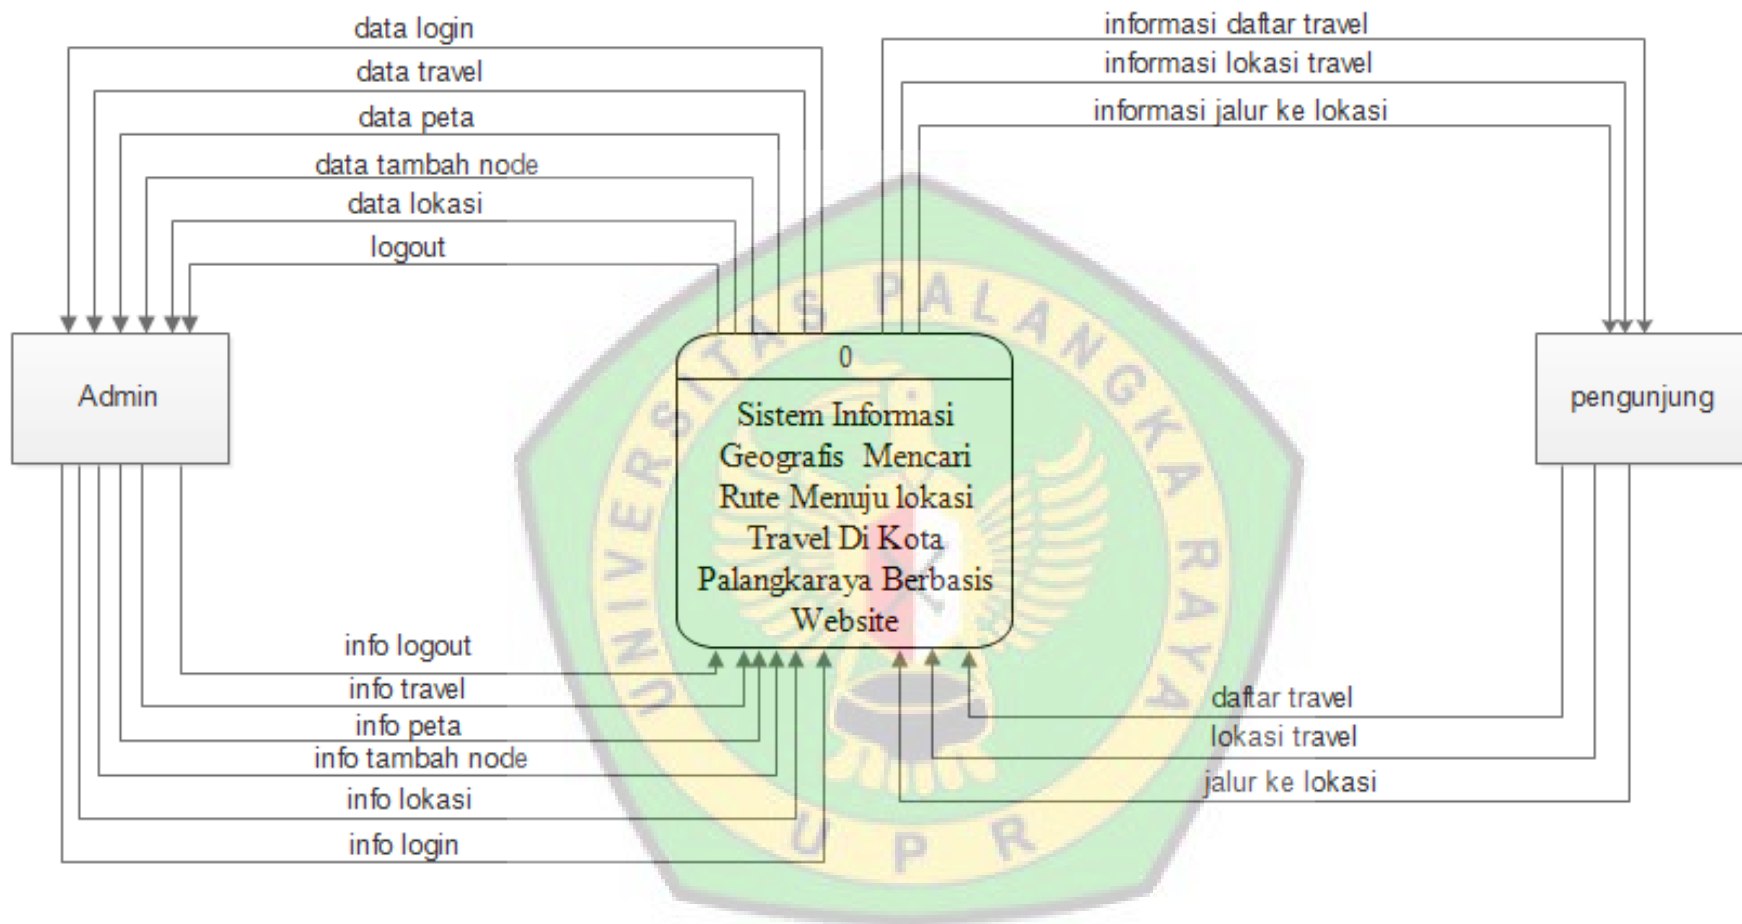 data login
data travel
data peta
data tambah node
data lokasi
logout
informasi daftar travel
informasi lokasi travel
informasi jalur ke lokasi
Admin
0
Sistem Informasi
Geografis Mencari
Rute Menuju lokasi
Travel Di Kota
Palangkaraya Berbasis
Website
pengunjung
info logout
info travel
info peta
info tambah node
info lokasi
info login
daftar travel
lokasi travel
jalur ke lokasi
UNIVERSITAS PALANGKA RAYA
UPR